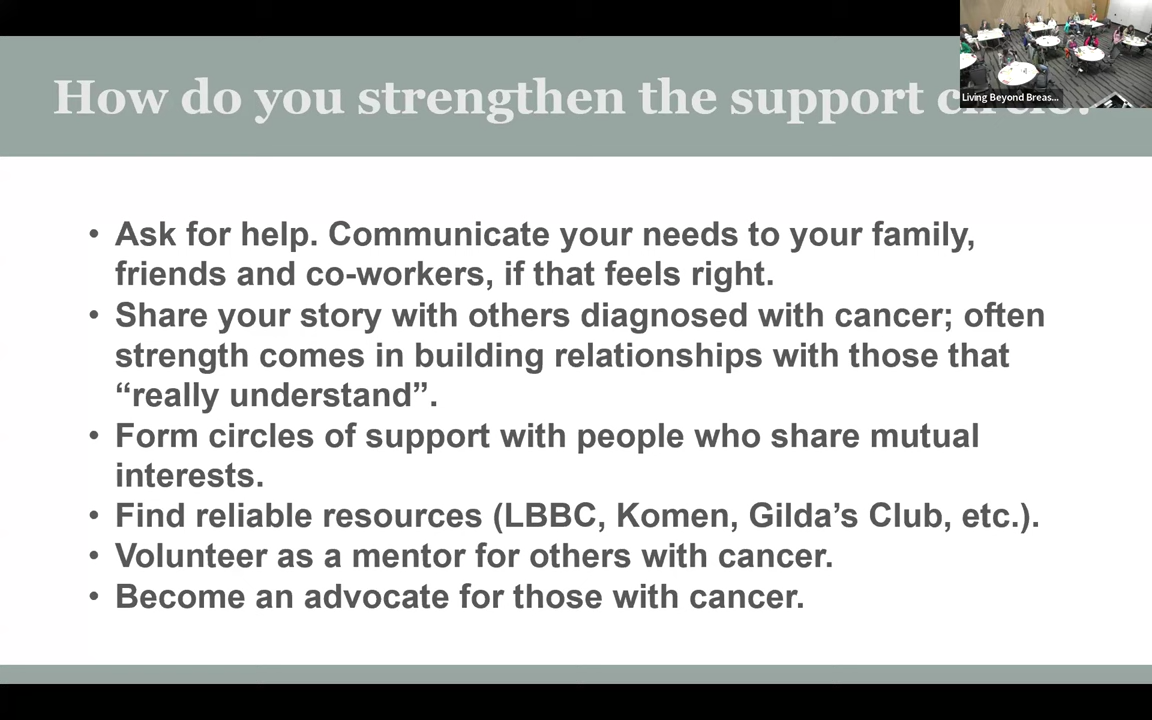 How do you strengthen the support
Living Beyond Breas...
• Ask for help. Communicate your needs to your family,
friends and co-workers, if that feels right.
• Share your story with others diagnosed with cancer; often
strength comes in building relationships with those that
“really understand”.
• Form circles of support with people who share mutual
interests.
• Find reliable resources (LBBC, Komen, Gilda’s Club, etc.).
• Volunteer as a mentor for others with cancer.
• Become an advocate for those with cancer.